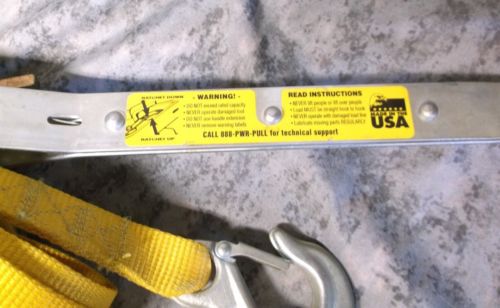 RATCHET DOWN
RATCHET UP
- WARNING! -
• DO NOT exceed rated capacity
• NEVER operate damaged tool
• DO NOT use handle extension
• NEVER remove warning labels
READ INSTRUCTIONS
• NEVER lift people or lift over people
• Load MUST be straight hook to hook
• NEVER operate with damaged load line
• Lubricate moving parts REGULARLY
MADE IN THE
USA
CALL 888-PWR-PULL for technical support